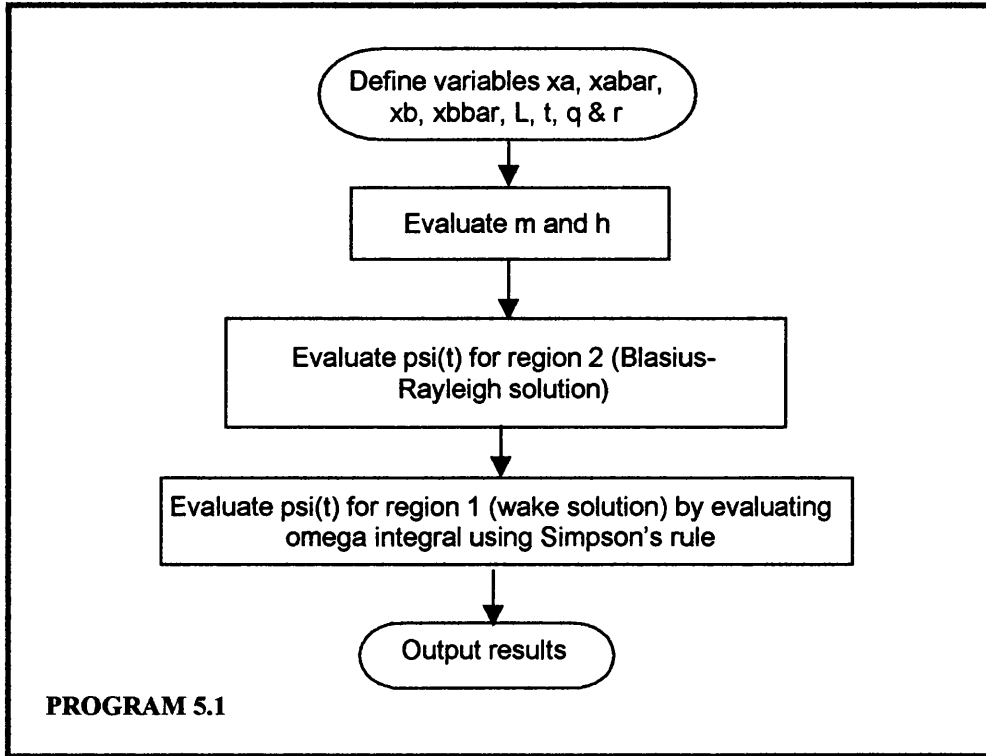 Define variables xa, xabar,
xb, xbbar, L, t, q & r
Evaluate m and h
Evaluate psi(t) for region 2 (Blasius-
Rayleigh solution)
Evaluate psi(t) for region 1 (wake solution) by evaluating
omega integral using Simpson's rule
Output results
PROGRAM 5.1